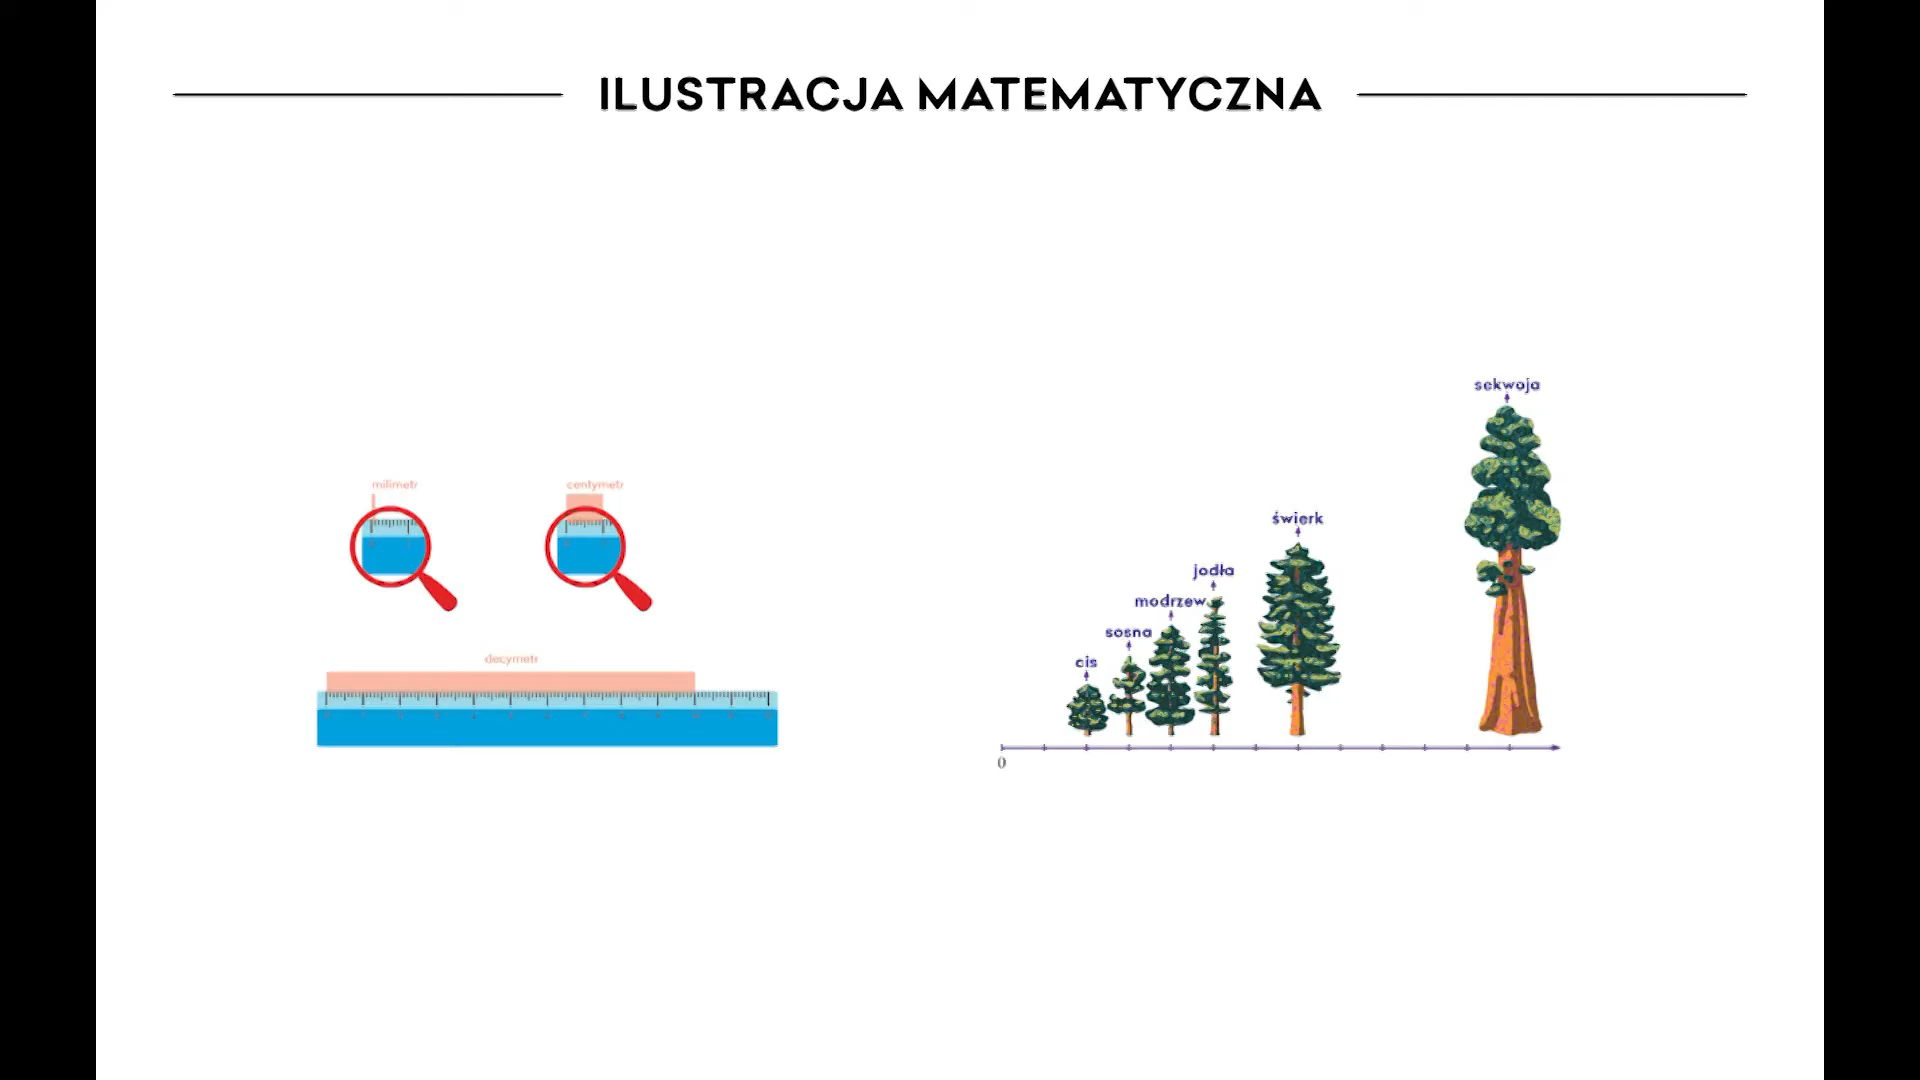 ILUSTRACJA MATEMATYCZNA
milimetr
centymetr
decymetr
sekwoja
świerk
jodła
modrzew
sosna
cis
0